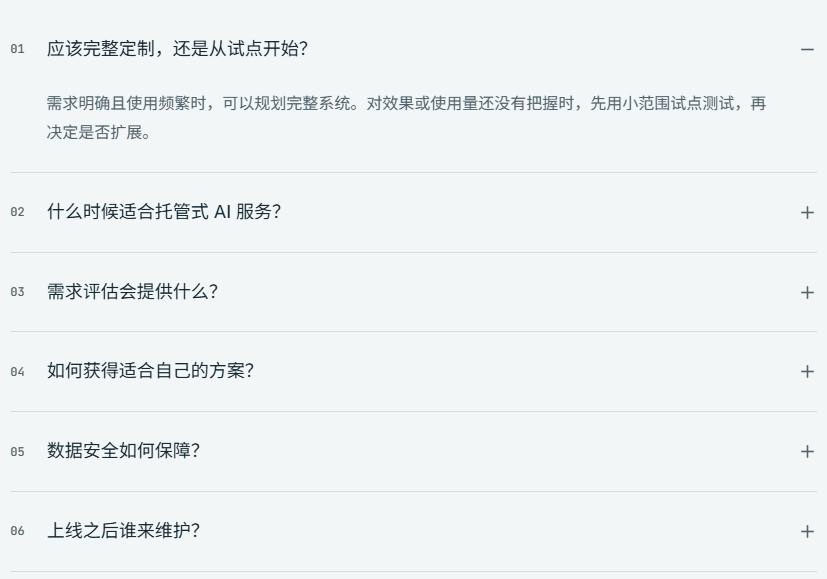 01 应该完整定制，还是从试点开始？
需求明确且使用频繁时，可以规划完整系统。对效果或使用量还没有把握时，先用小范围试点测试，再
决定是否扩展。
02 什么时候适合托管式 AI 服务？
03 需求评估会提供什么？
04 如何获得适合自己的方案？
05 数据安全如何保障？
06 上线之后谁来维护？